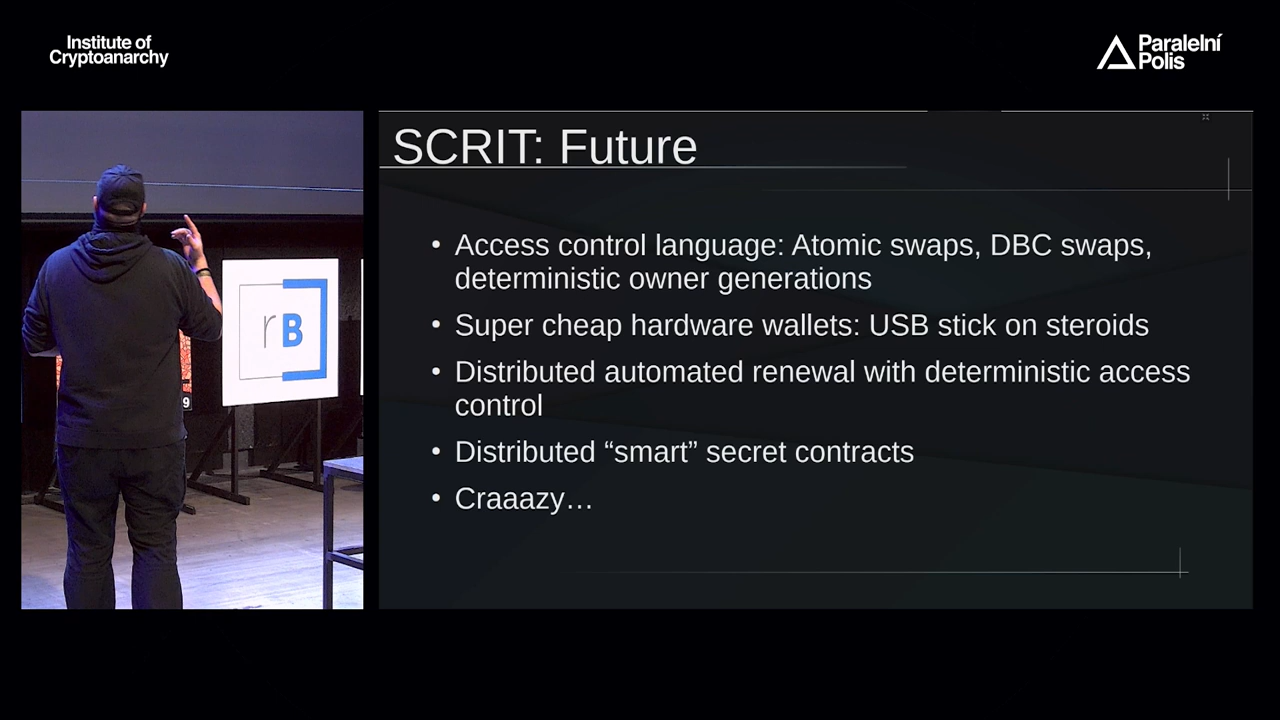 Institute of
Cryptoanarchy
Paralelní
Polis
SCRIT: Future
• Access control language: Atomic swaps, DBC swaps,
deterministic owner generations
• Super cheap hardware wallets: USB stick on steroids
• Distributed automated renewal with deterministic access
control
• Distributed “smart” secret contracts
• Craaazy…
rB
9